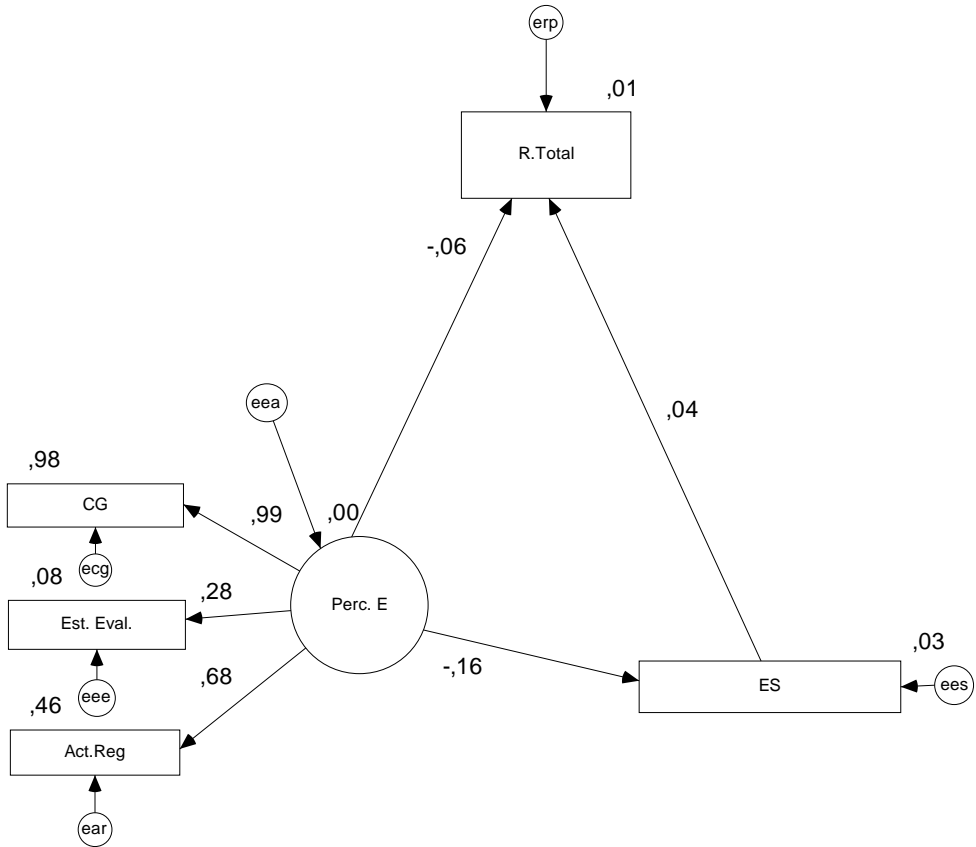 erp
,01
R.Total
-,06
eea
,04
,98
CG
,99
,00
ecg
,08
,28
Est. Eval.
Perc. E
eee
,68
-,16
,03
ES
ees
,46
Act.Reg
ear